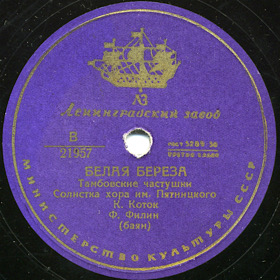 ЛЗ
Ленинградский завод
В
21957
ГОСТ 5289-56
БЕЛАЯ БЕРЕЗА
Тамбовские частушки
Солистка хора им. Пятницкого
К. Коток
Ф. Филин
(баян)
МИНИСТЕРСТВО КУЛЬТУРЫ СССР